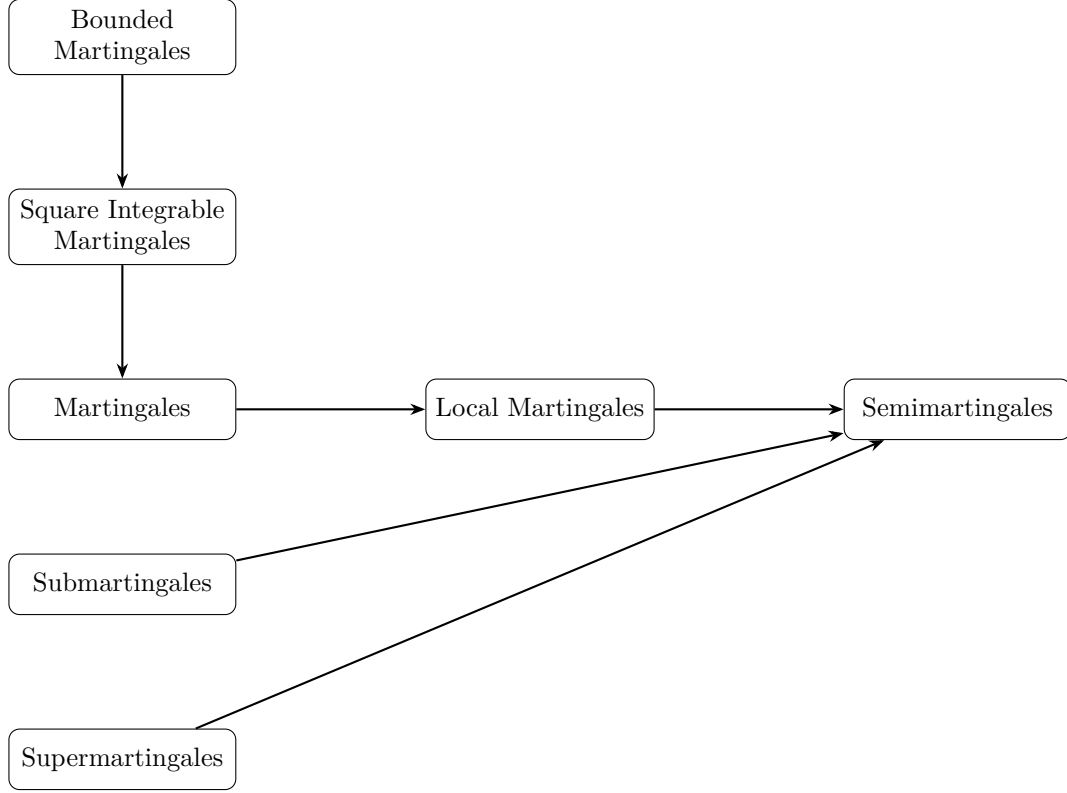 Bounded
Martingales
Square Integrable
Martingales
Martingales
Local Martingales
Semimartingales
Submartingales
Supermartingales